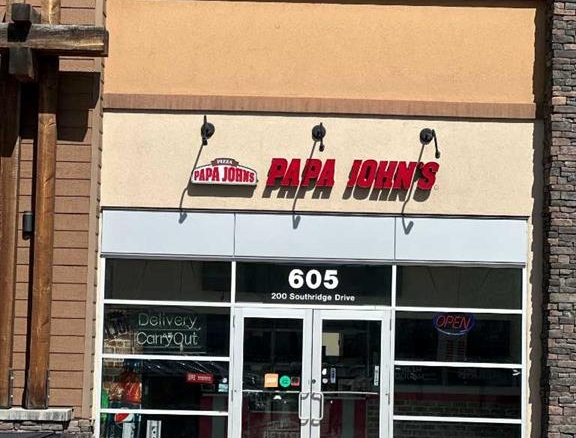 PIZZA
PAPA JOHNS
PAPA JOHN'S
605
200 Southridge Drive
Delivery
CarryOut
OPEN